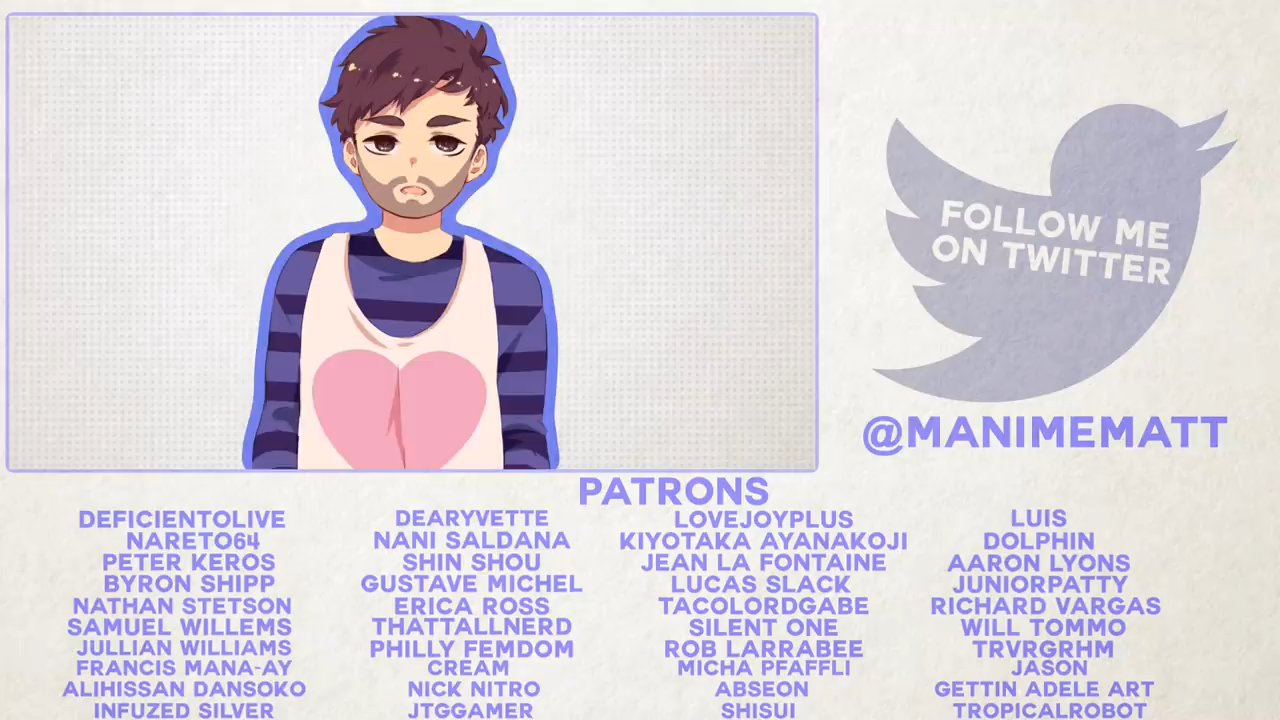 FOLLOW ME
ON TWITTER
@MANIMEMATT
PATRONS
DEFICIENTOLIVE
NARETO64
PETER KEROS
BYRON SHIPP
NATHAN STETSON
SAMUEL WILLEMS
JULLIAN WILLIAMS
FRANCIS MANA-AY
ALIHISSAN DANSOKO
INFUZED SILVER
DEARYVETTE
NANI SALDANA
SHIN SHOU
GUSTAVE MICHEL
ERICA ROSS
THATTALLNERD
PHILLY FEMDOM
CREAM
NICK NITRO
JTGGAMER
LOVEJOYPLUS
KIYOTAKA AYANAKOJI
JEAN LA FONTAINE
LUCAS SLACK
TACOLORDGABE
SILENT ONE
ROB LARRABEE
MICHA PFAFFLI
ABSEON
SHISUI
LUIS
DOLPHIN
AARON LYONS
JUNIORPATTY
RICHARD VARGAS
WILL TOMMO
TRVRGRHM
JASON
GETTIN ADELE ART
TROPICALROBOT